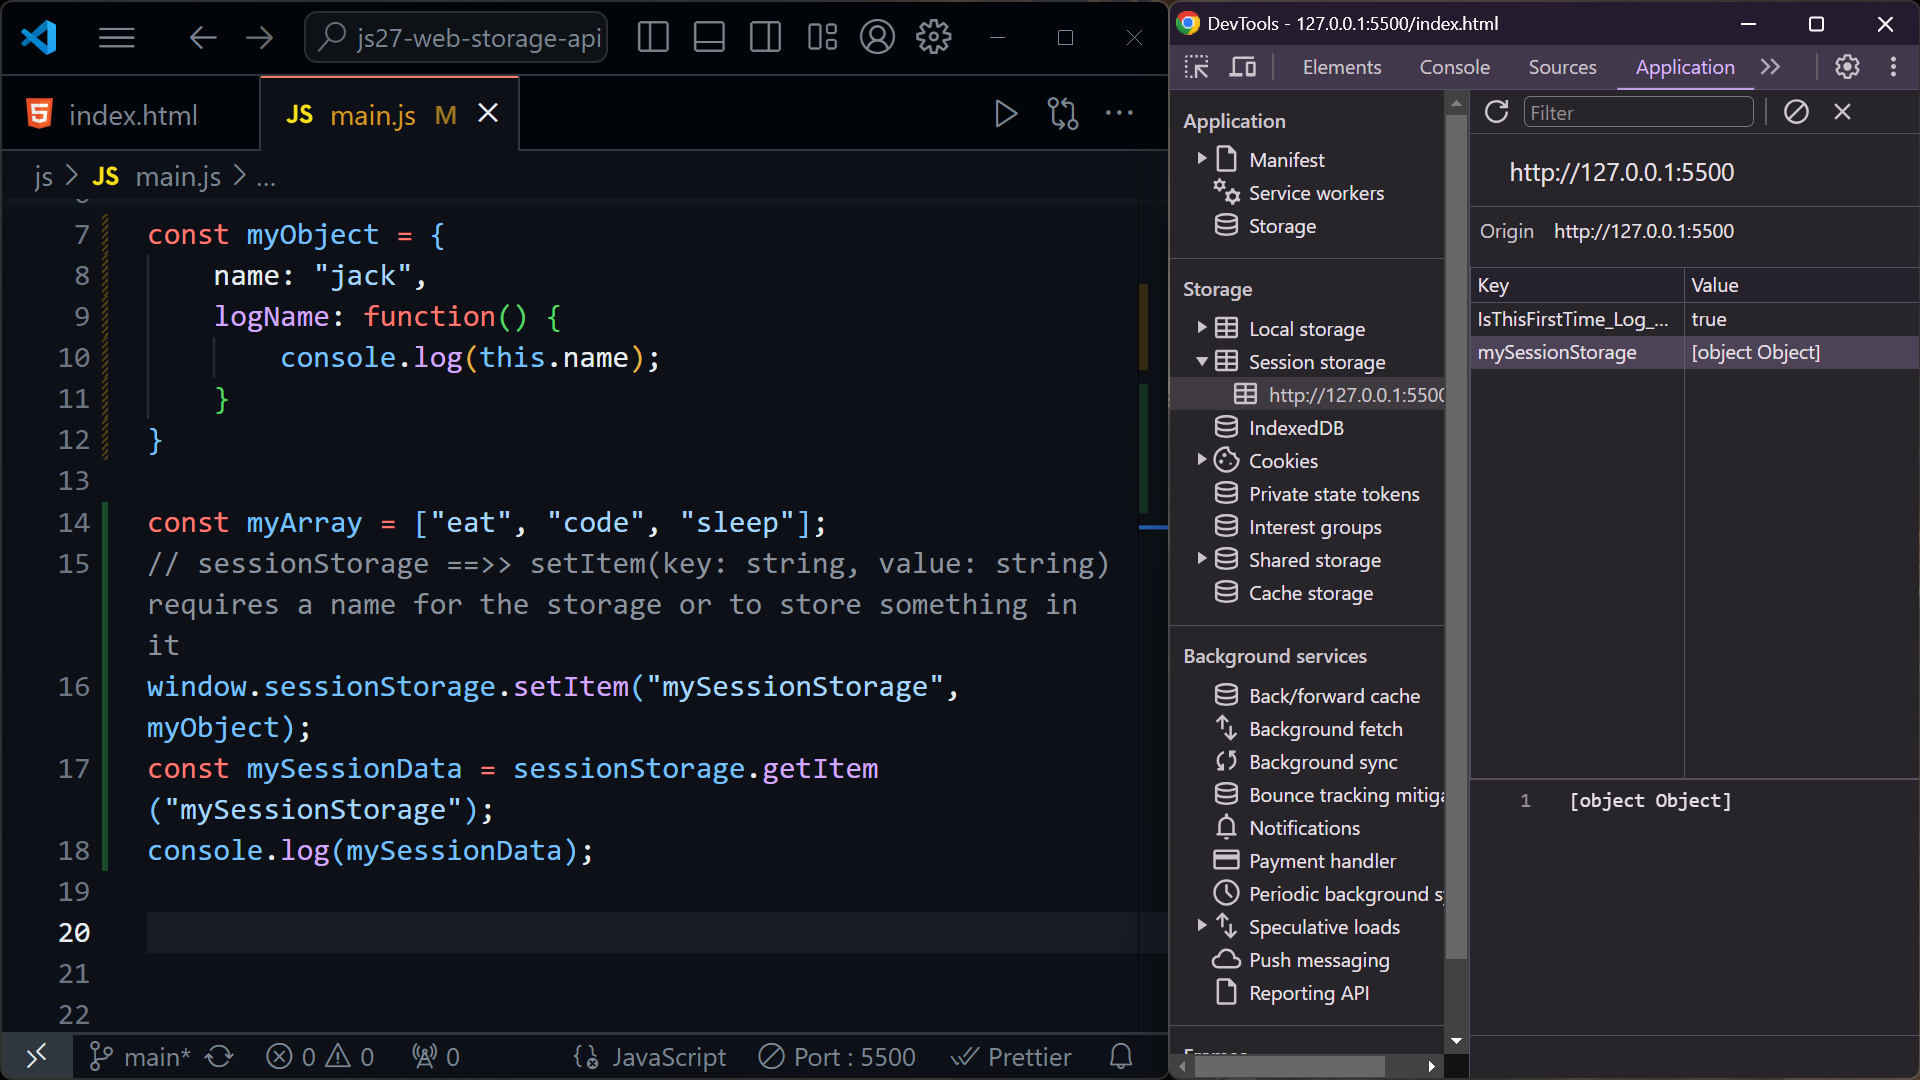 js27-web-storage-api
index.html
JS main.js M
js > JS main.js > ...
7 const myObject = {
8 name: "jack",
9 logName: function() {
10 console.log(this.name);
11 }
12 }
13
14 const myArray = ["eat", "code", "sleep"];
15 // sessionStorage ==>> setItem(key: string, value: string)
requires a name for the storage or to store something in
it
16 window.sessionStorage.setItem("mySessionStorage",
myObject);
17 const mySessionData = sessionStorage.getItem
("mySessionStorage");
18 console.log(mySessionData);
19
20
21
22
main* 0 0 0 JavaScript Port : 5500 Prettier
DevTools - 127.0.0.1:5500/index.html
Elements Console Sources Application
Application
Manifest
Service workers
Storage
Storage
Local storage
Session storage
http://127.0.0.1:5500
IndexedDB
Cookies
Private state tokens
Interest groups
Shared storage
Cache storage
Background services
Back/forward cache
Background fetch
Background sync
Bounce tracking mitiga
Notifications
Payment handler
Periodic background s
Speculative loads
Push messaging
Reporting API
Frames
Filter
http://127.0.0.1:5500
Origin http://127.0.0.1:5500
Key Value
IsThisFirstTime_Log_... true
mySessionStorage [object Object]
1 [object Object]